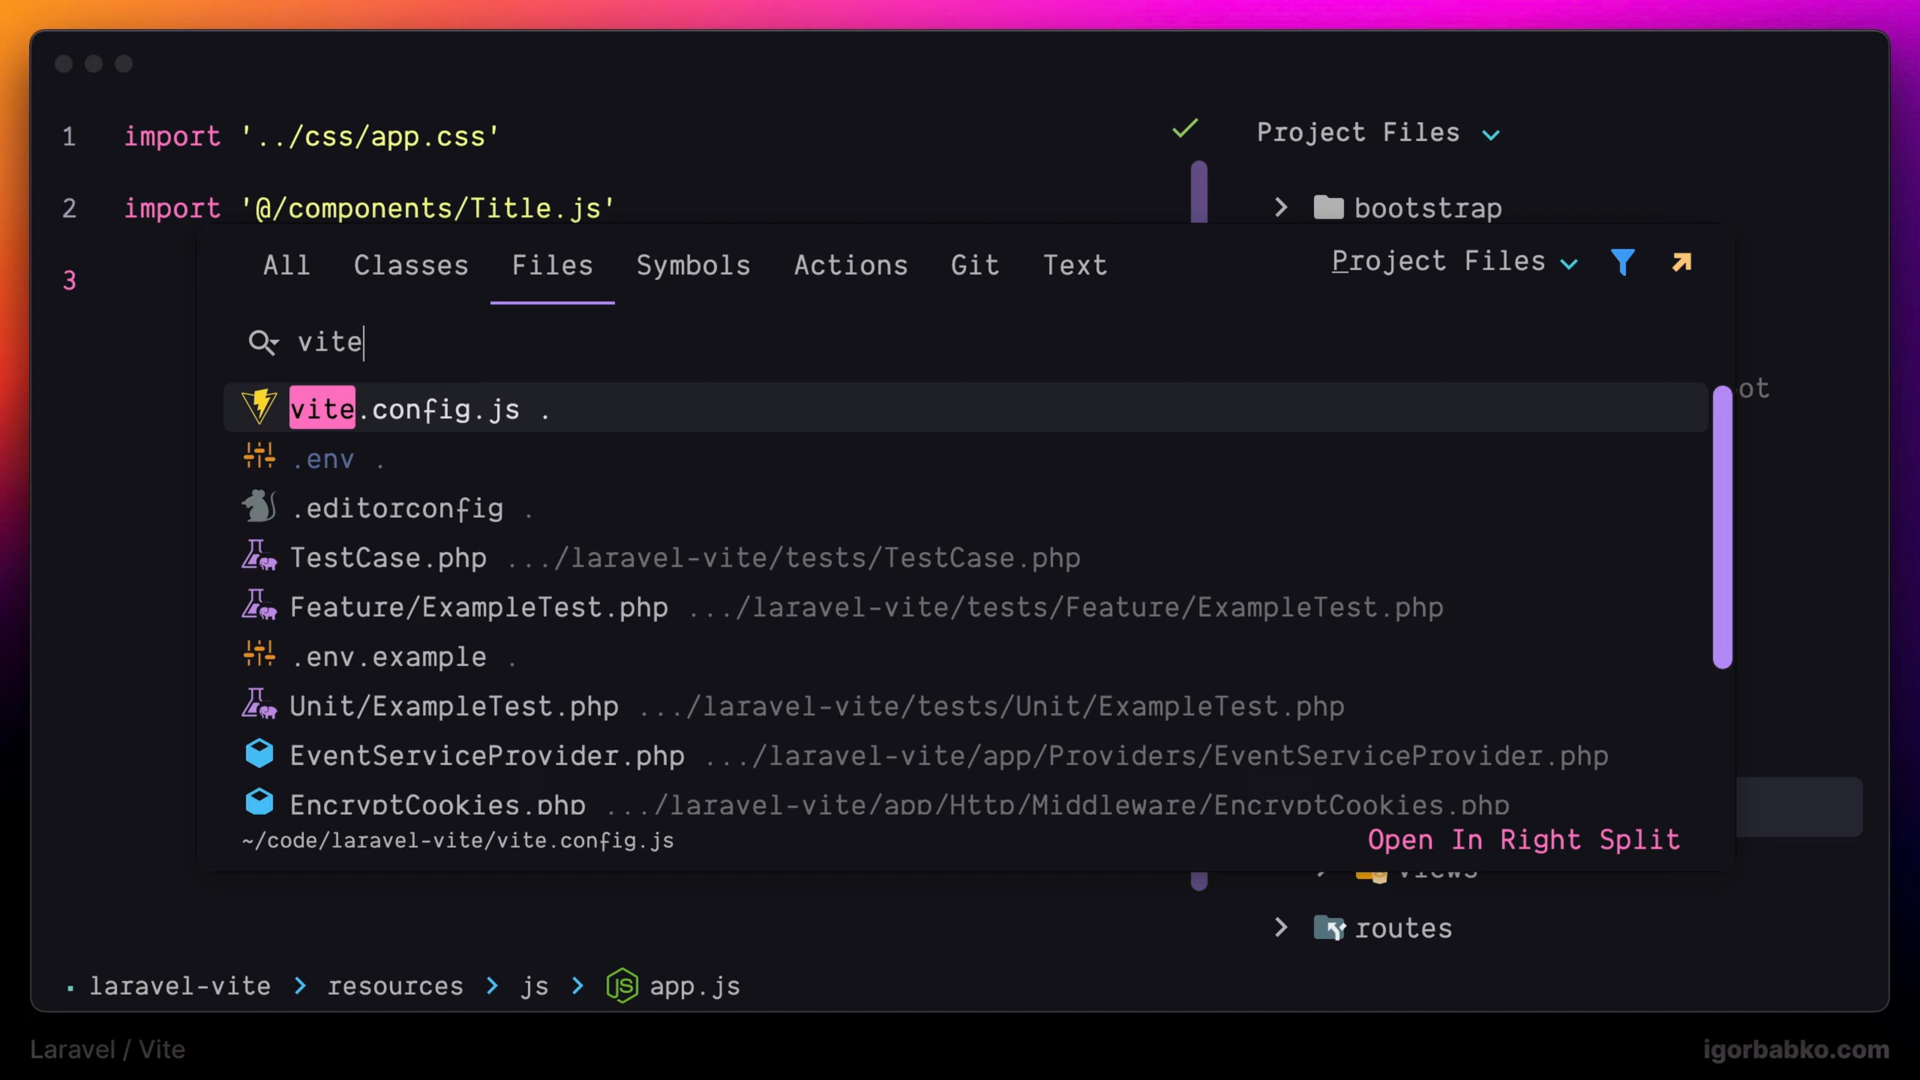 1 import '../css/app.css'
2 import '@/components/Title.js'
3
Project Files
bootstrap
All Classes Files Symbols Actions Git Text
Project Files
vite
vite.config.js .
.env .
.editorconfig .
TestCase.php .../laravel-vite/tests/TestCase.php
Feature/ExampleTest.php .../laravel-vite/tests/Feature/ExampleTest.php
.env.example .
Unit/ExampleTest.php .../laravel-vite/tests/Unit/ExampleTest.php
EventServiceProvider.php .../laravel-vite/app/Providers/EventServiceProvider.php
EncryptCookies.php .../laravel-vite/app/Http/Middleware/EncryptCookies.php
~/code/laravel-vite/vite.config.js
Open In Right Split
ot
views
routes
laravel-vite > resources > js > JS app.js
Laravel / Vite
igorbabko.com